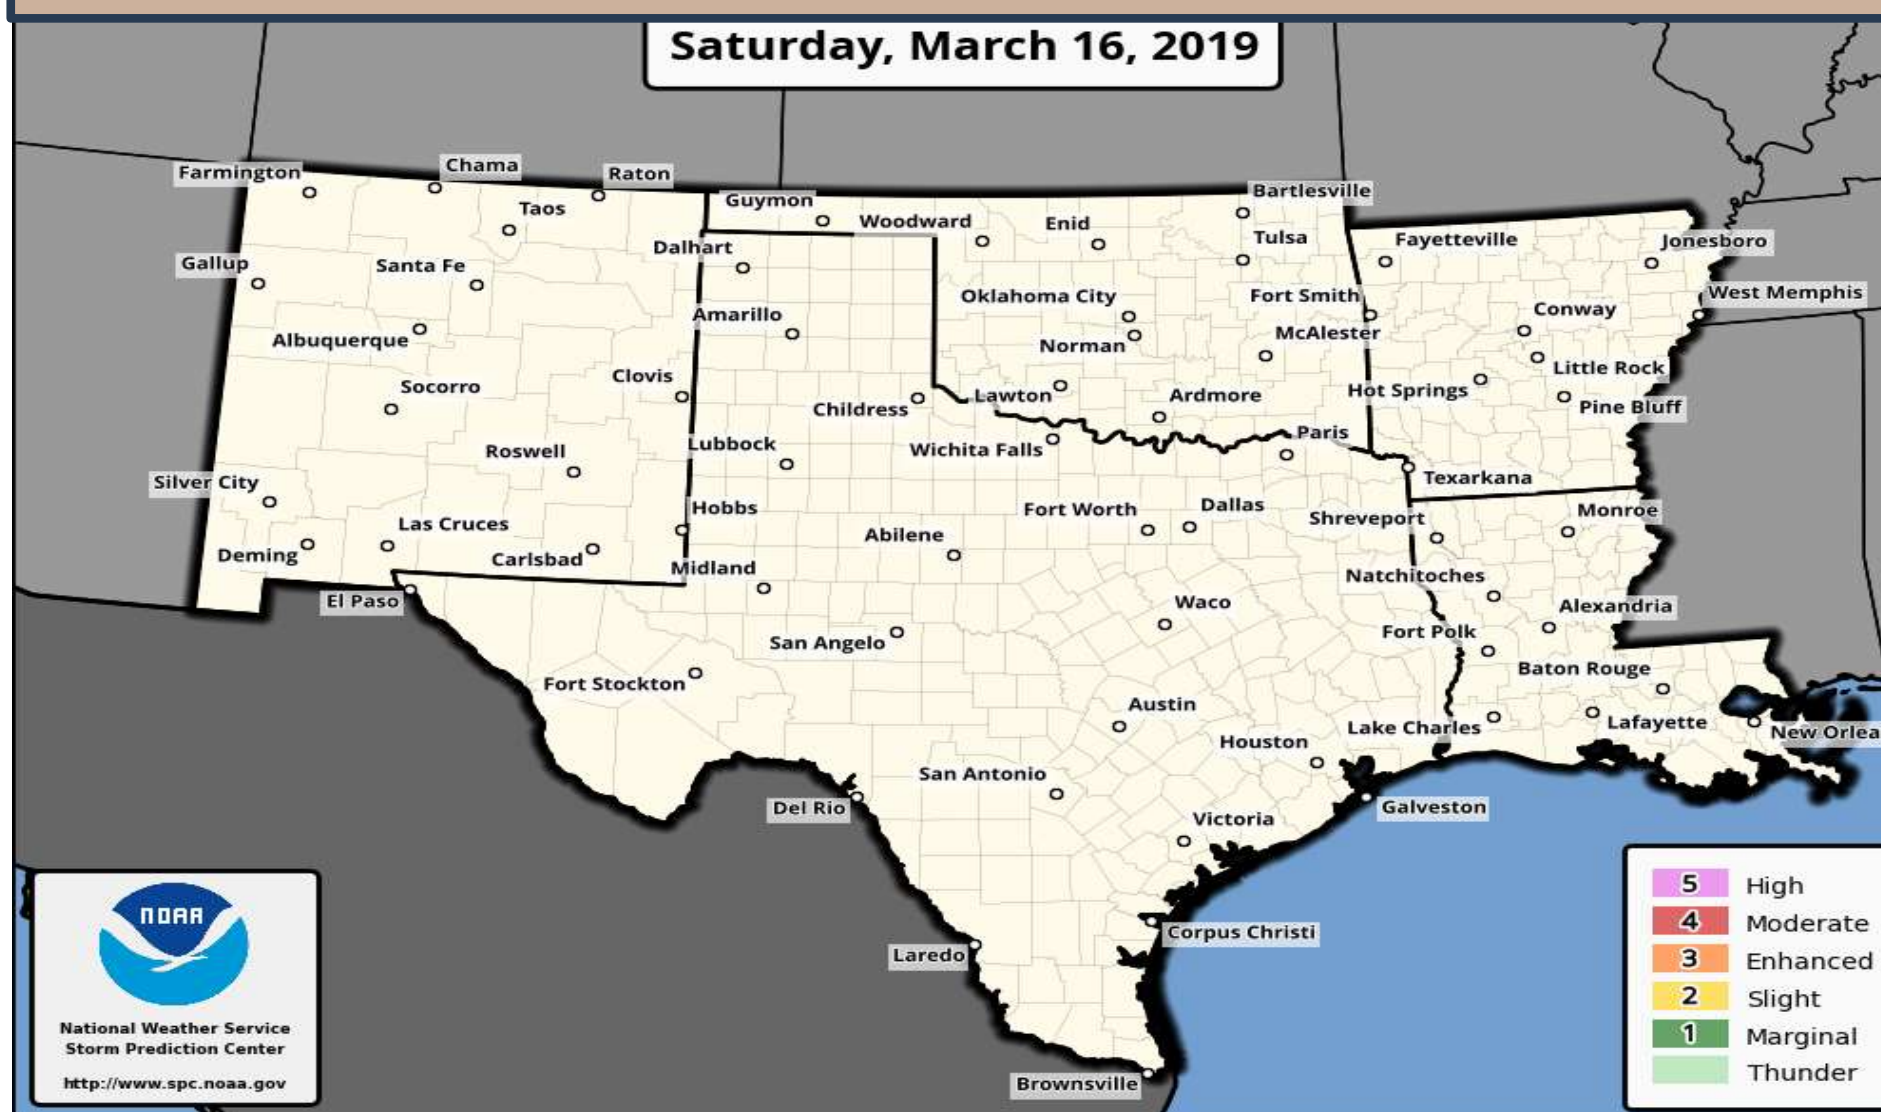 Saturday, March 16, 2019
Farmington
Chama
Raton
Taos
Guymon
Woodward
Enid
Bartlesville
Tulsa
Fayetteville
Jonesboro
Gallup
Santa Fe
Dalhart
Oklahoma City
Fort Smith
Conway
West Memphis
Albuquerque
Amarillo
Norman
McAlester
Little Rock
Socorro
Clovis
Childress
Lawton
Ardmore
Hot Springs
Pine Bluff
Roswell
Lubbock
Wichita Falls
Paris
Texarkana
Silver City
Las Cruces
Hobbs
Abilene
Fort Worth
Dallas
Shreveport
Monroe
Deming
Carlsbad
Midland
Natchitoches
El Paso
San Angelo
Waco
Alexandria
Fort Polk
Fort Stockton
Baton Rouge
Austin
Houston
Lake Charles
Lafayette
New Orlea
San Antonio
Del Rio
Victoria
Galveston
Laredo
Corpus Christi
Brownsville
NOAA
National Weather Service
Storm Prediction Center
http://www.spc.noaa.gov
5 High
4 Moderate
3 Enhanced
2 Slight
1 Marginal
Thunder